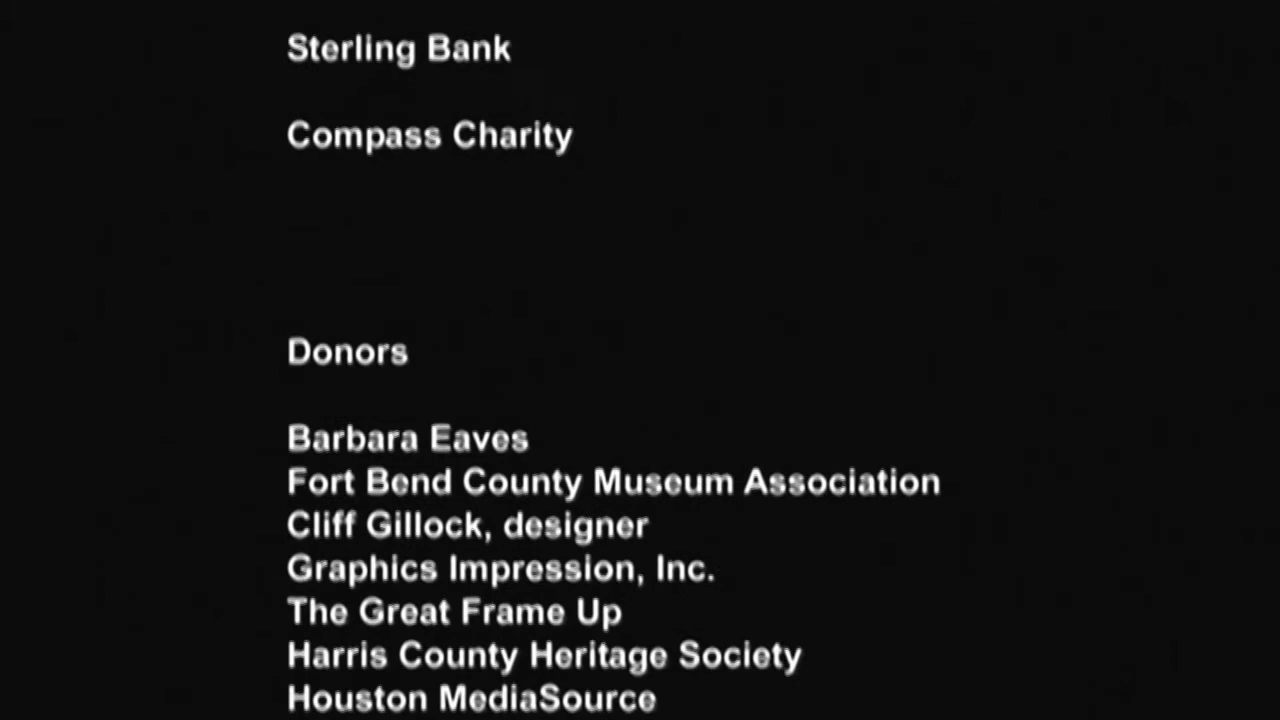 Sterling Bank
Compass Charity
Donors
Barbara Eaves
Fort Bend County Museum Association
Cliff Gillock, designer
Graphics Impression, Inc.
The Great Frame Up
Harris County Heritage Society
Houston MediaSource